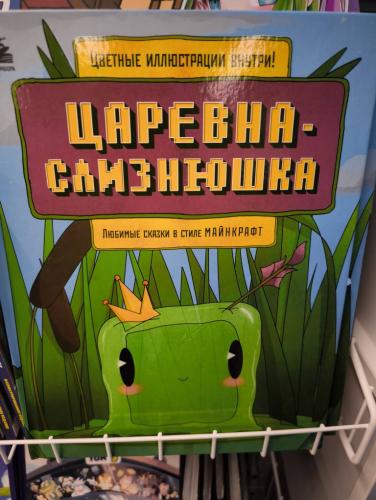 Цветные иллюстрации внутри!
ЦАРЕВНА-
СЛИЗНЮШКА
Любимые сказки в стиле МАЙНКРАФТ